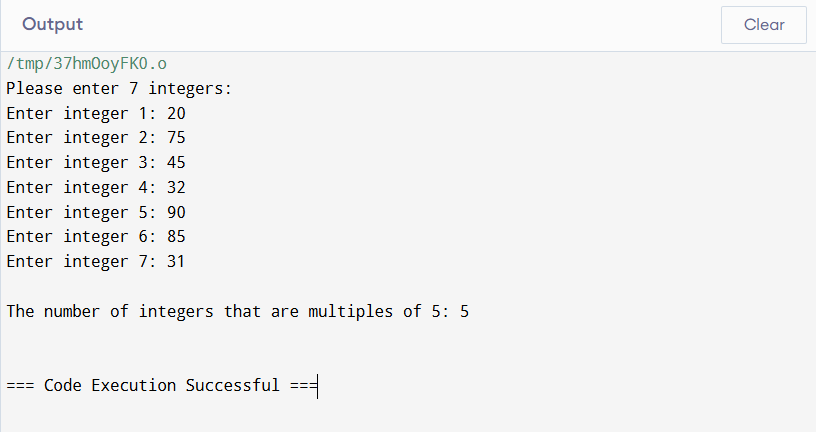 Output
Clear
/tmp/37hmOoyFK0.o
Please enter 7 integers:
Enter integer 1: 20
Enter integer 2: 75
Enter integer 3: 45
Enter integer 4: 32
Enter integer 5: 90
Enter integer 6: 85
Enter integer 7: 31
The number of integers that are multiples of 5: 5
=== Code Execution Successful ===